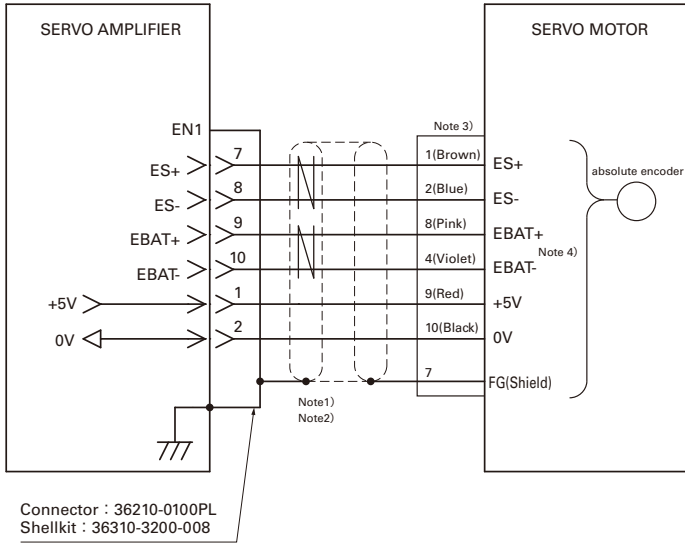 SERVO AMPLIFIER
SERVO MOTOR
EN1
Note 3)
ES+
7
1(Brown)
ES+
absolute encoder
ES-
8
2(Blue)
ES-
EBAT+
9
8(Pink)
EBAT+
Note 4)
EBAT-
10
4(Violet)
EBAT-
+5V
1
9(Red)
+5V
0V
2
10(Black)
0V
7
FG(Shield)
Note1)
Note2)
Connector：36210-0100PL
Shellkit：36310-3200-008